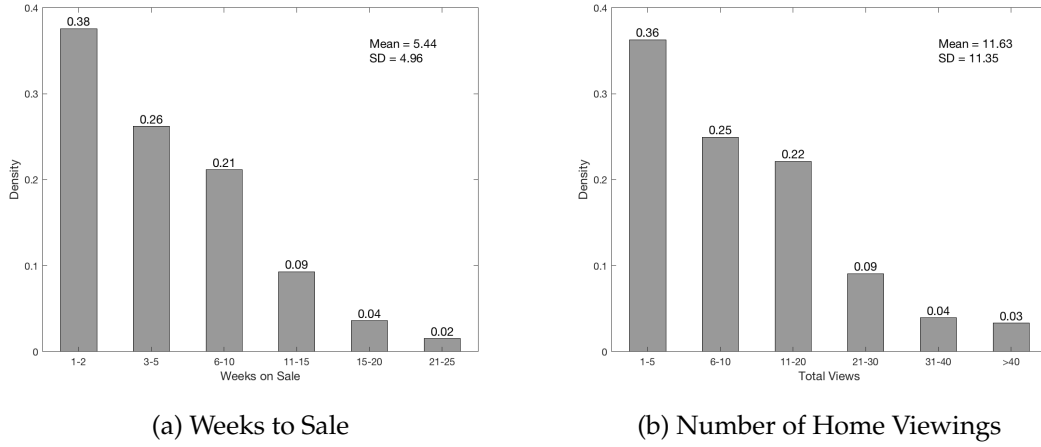 0.4
0.3
0.2
0.1
0
Density
0.38
0.26
0.21
0.09
0.04
0.02
Mean = 5.44
SD = 4.96
1-2 3-5 6-10 11-15 15-20 21-25
Weeks on Sale
(a) Weeks to Sale
0.4
0.3
0.2
0.1
0
Density
0.36
0.25
0.22
0.09
0.04
0.03
Mean = 11.63
SD = 11.35
1-5 6-10 11-20 21-30 31-40 >40
Total Views
(b) Number of Home Viewings